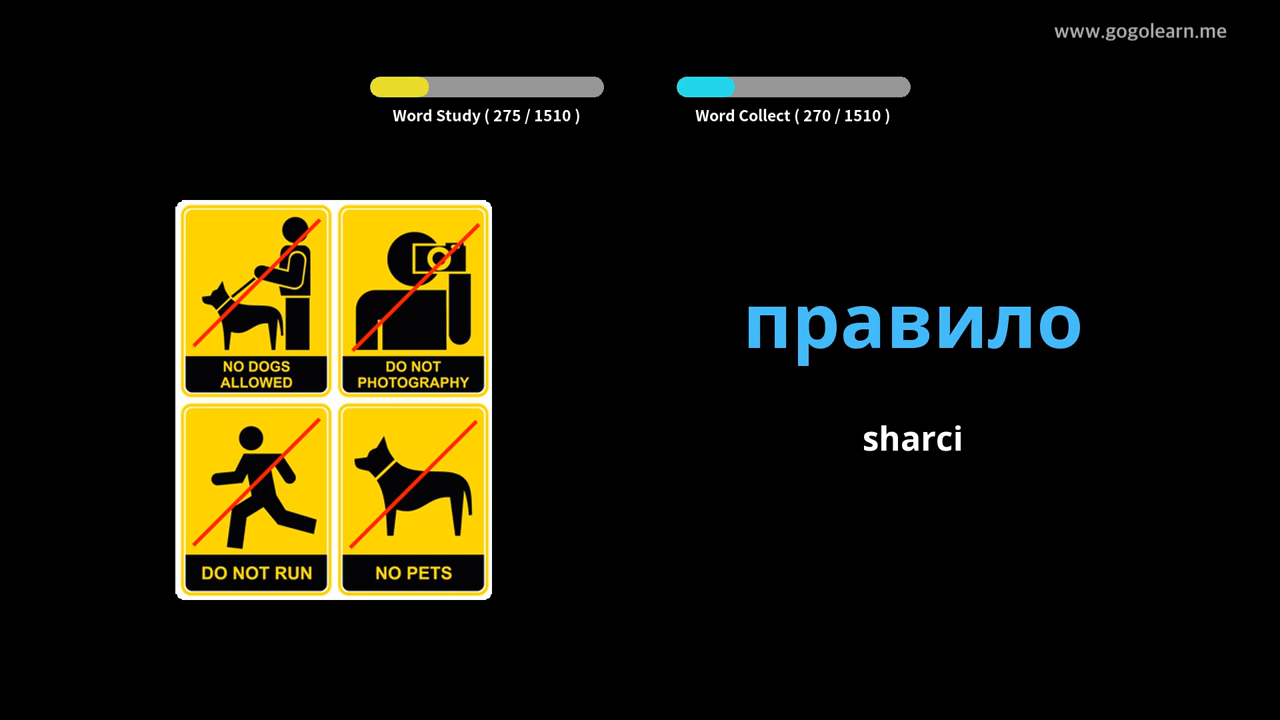 www.gogolearn.me
Word Study ( 275 / 1510 )
Word Collect ( 270 / 1510 )
NO DOGS
ALLOWED
DO NOT
PHOTOGRAPHY
DO NOT RUN
NO PETS
правило
sharci